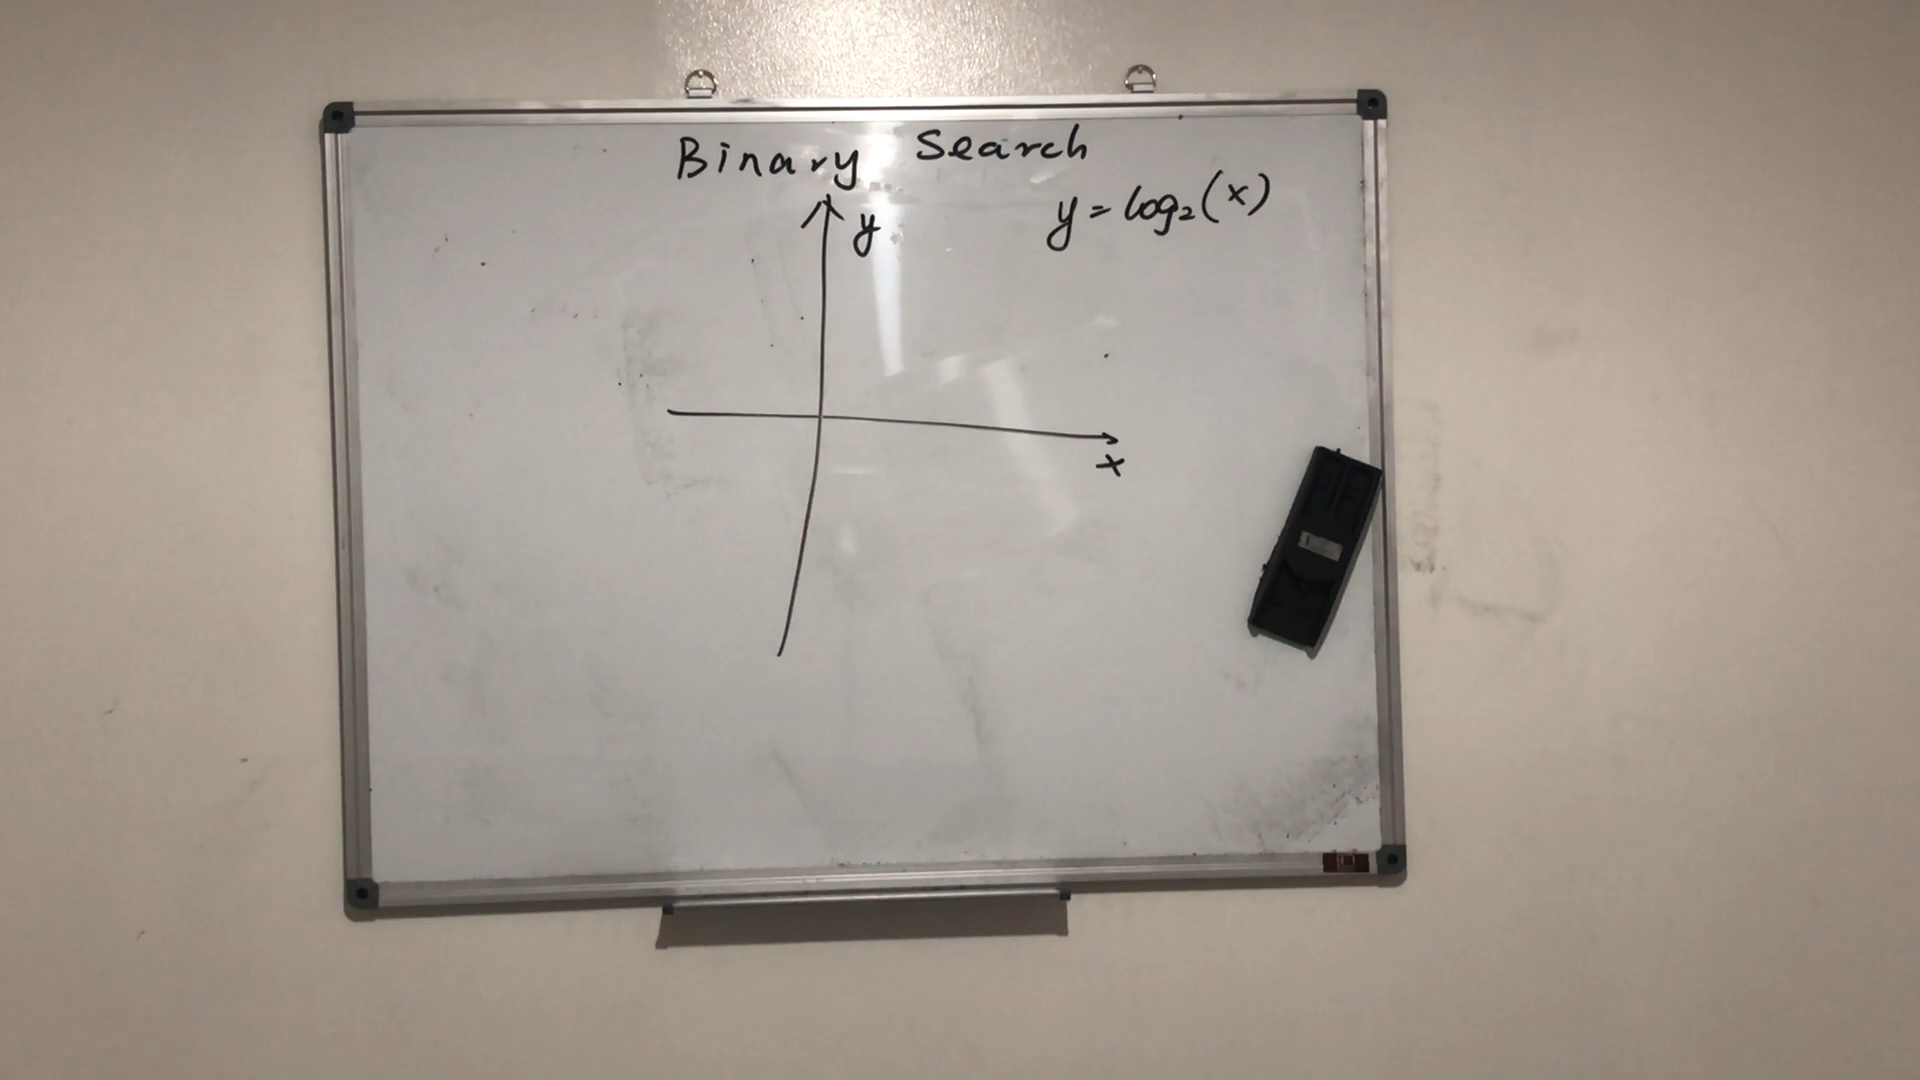 Binary Search
y = log₂(x)
y
x